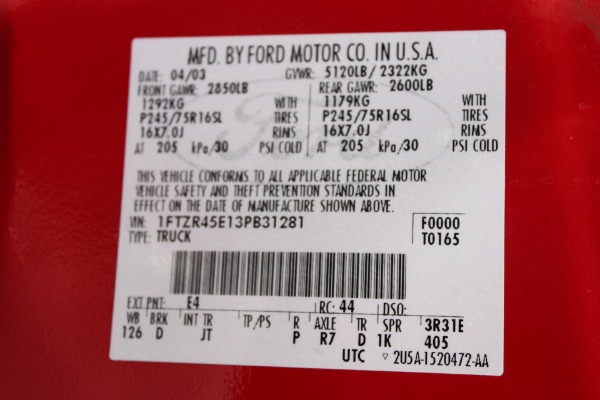 MFD. BY FORD MOTOR CO. IN U.S.A.
DATE: 04/03 GVWR: 5120LB/ 2322KG
FRONT GAWR: 2850LB REAR GAWR: 2600LB
1292KG WITH 1179KG WITH
P245/75R16SL TIRES P245/75R16SL TIRES
16X7.0J RIMS 16X7.0J RIMS
AT 205 kPa/30 PSI COLD AT 205 kPa/30 PSI COLD
Ford
THIS VEHICLE CONFORMS TO ALL APPLICABLE FEDERAL MOTOR
VEHICLE SAFETY AND THEFT PREVENTION STANDARDS IN
EFFECT ON THE DATE OF MANUFACTURE SHOWN ABOVE.
VIN: 1FTZR45E13PB31281 F0000
TYPE: TRUCK T0165
EXT PNT: E4 RC: 44 DSO:
WB BRK INT TR TP/PS R AXLE TR SPR 3R31E
126 D JT P R7 D 1K 405
UTC ▽ 2U5A-1520472-AA